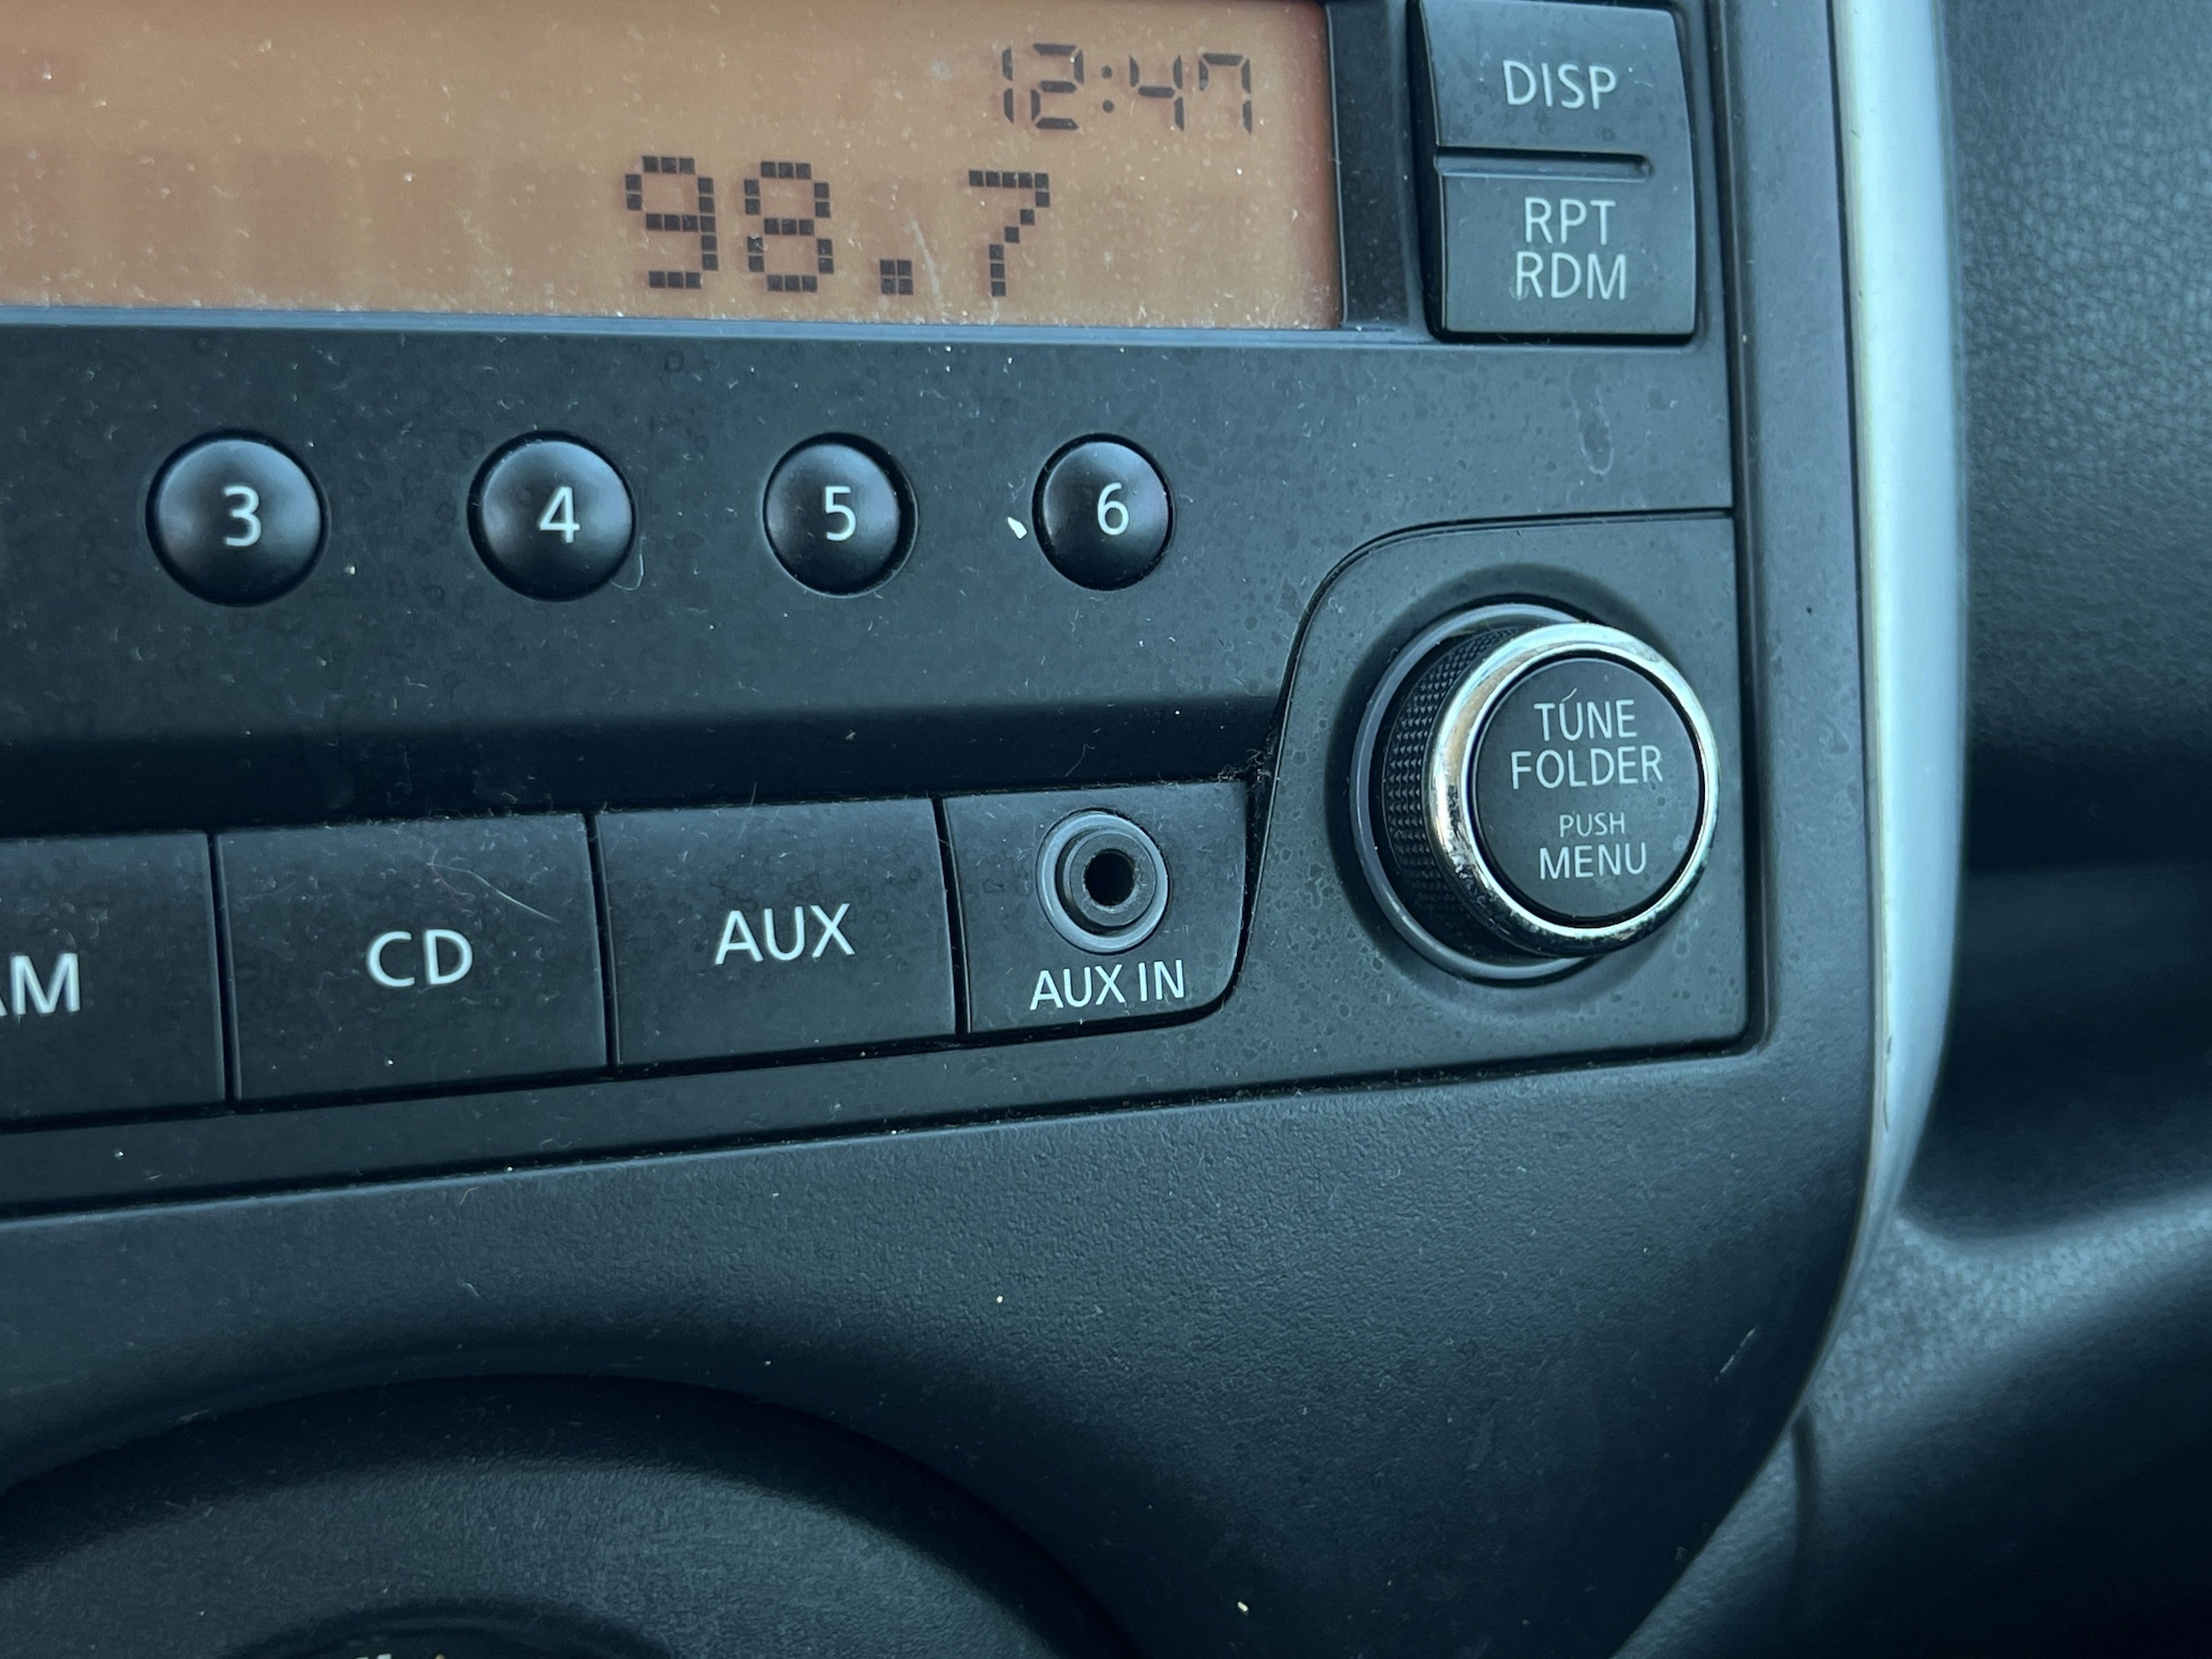 12:47
DISP
98.7
RPT
RDM
3 4 5 6
TUNE
FOLDER
PUSH
MENU
AM CD AUX AUX IN